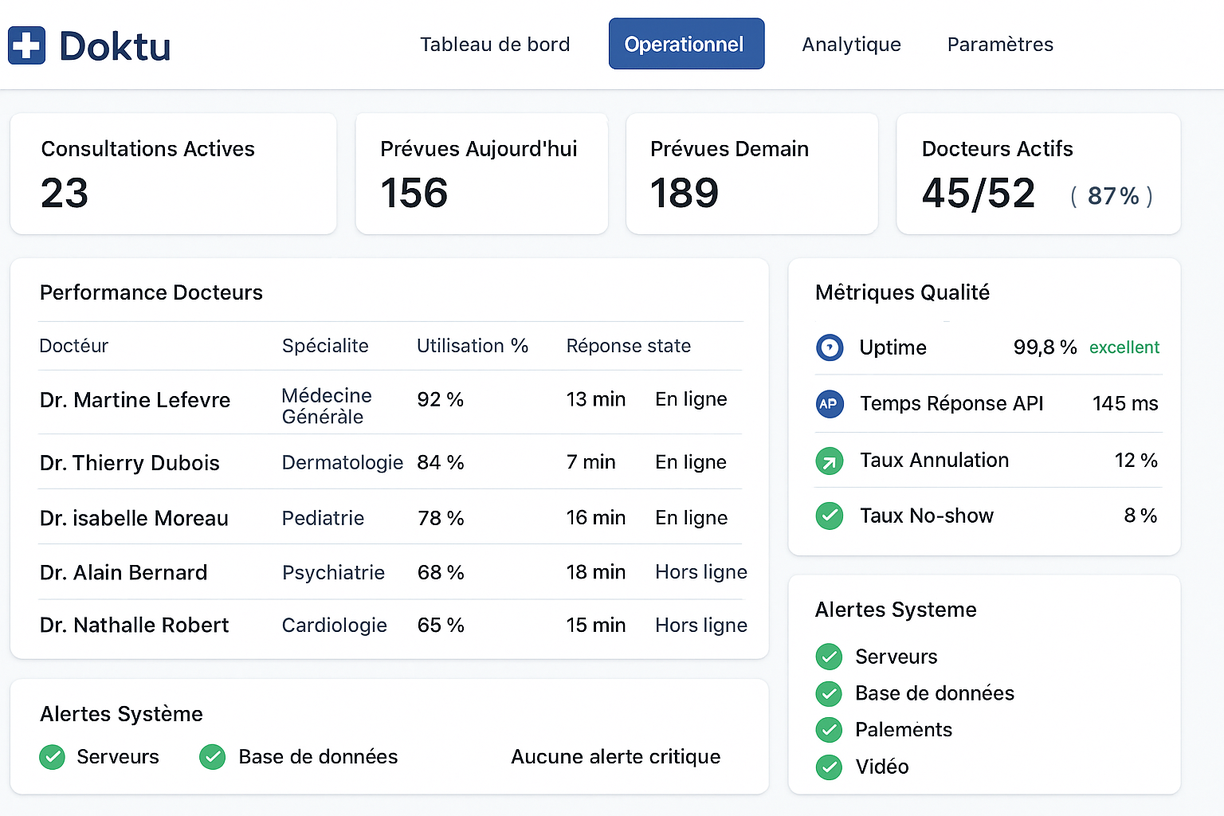 Doktu
Tableau de bord
Operationnel
Analytique
Paramètres
Consultations Actives
23
Prévues Aujourd'hui
156
Prévues Demain
189
Docteurs Actifs
45/52 ( 87% )
Performance Docteurs
Doctéur Spécialite Utilisation % Réponse state
Dr. Martine Lefevre Médecine Généràle 92 % 13 min En ligne
Dr. Thierry Dubois Dermatologie 84 % 7 min En ligne
Dr. isabelle Moreau Pediatrie 78 % 16 min En ligne
Dr. Alain Bernard Psychiatrie 68 % 18 min Hors ligne
Dr. Nathalle Robert Cardiologie 65 % 15 min Hors ligne
Alertes Système
Serveurs Base de données Aucune alerte critique
Métriques Qualité
Uptime 99,8 % excellent
AP Temps Réponse API 145 ms
Taux Annulation 12 %
Taux No-show 8 %
Alertes Systeme
Serveurs
Base de données
Palements
Vidéo